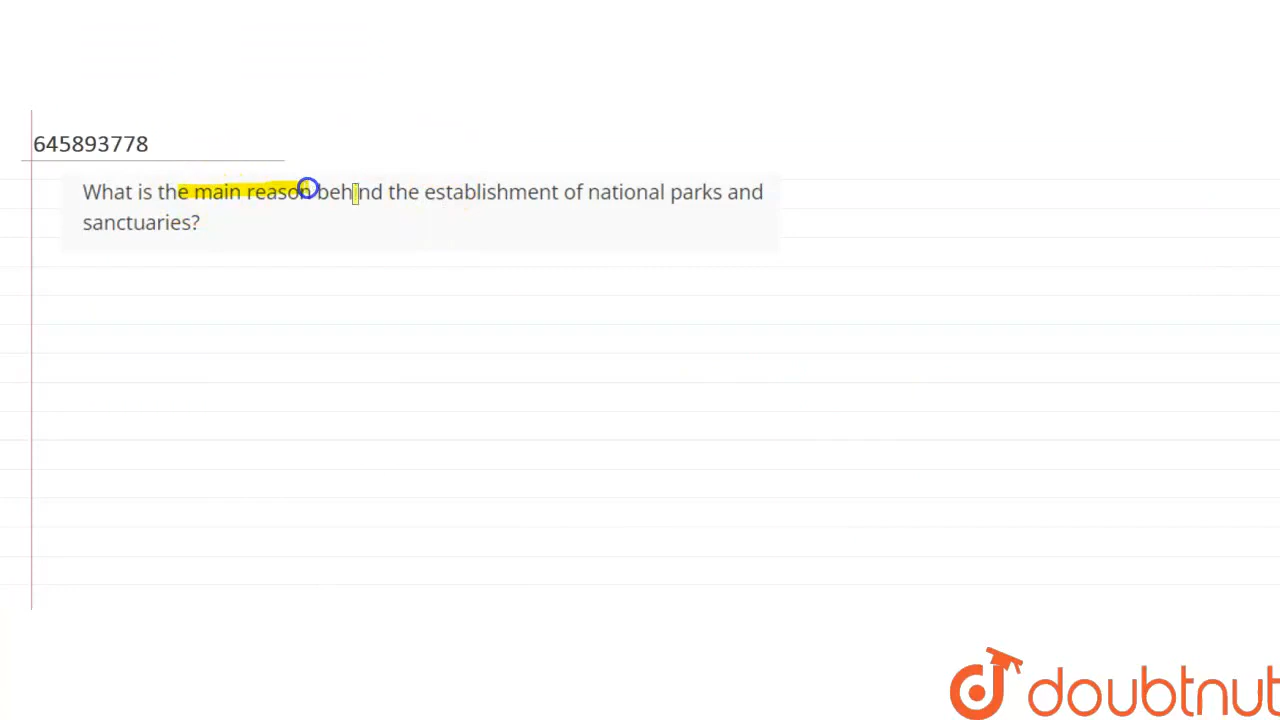 645893778
What is the main reason behind the establishment of national parks and
sanctuaries?
doubtnut